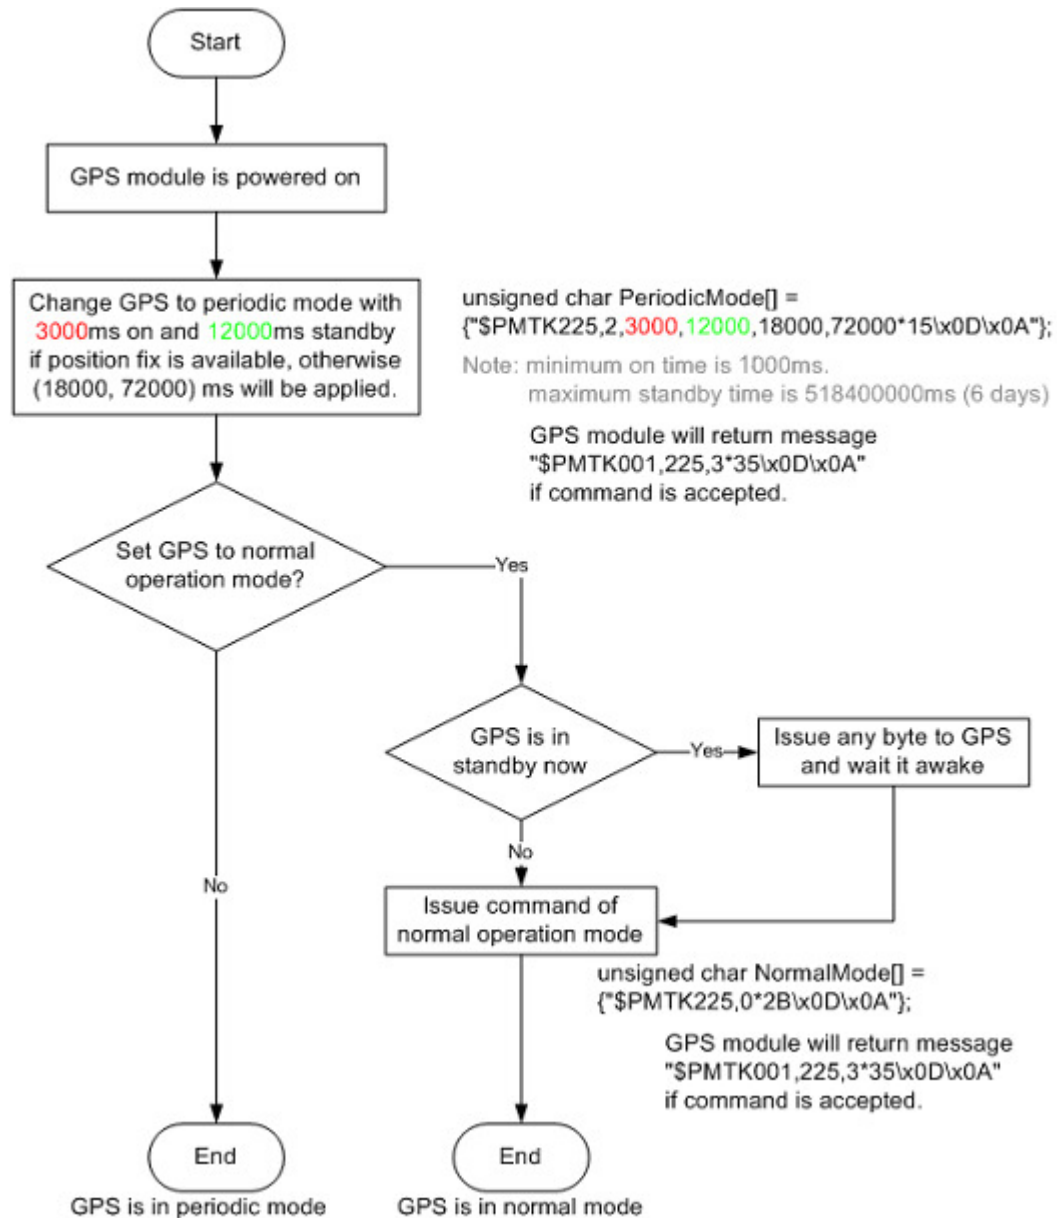 Start
GPS module is powered on
Change GPS to periodic mode with
3000ms on and 12000ms standby
if position fix is available, otherwise
(18000, 72000) ms will be applied.
unsigned char PeriodicMode[] =
{"$PMTK225,2,3000,12000,18000,72000*15\x0D\x0A"};
Note: minimum on time is 1000ms.
maximum standby time is 518400000ms (6 days)
GPS module will return message
"$PMTK001,225,3*35\x0D\x0A"
if command is accepted.
Set GPS to normal
operation mode?
Yes
GPS is in
standby now
Yes
Issue any byte to GPS
and wait it awake
No
No
Issue command of
normal operation mode
unsigned char NormalMode[] =
{"$PMTK225,0*2B\x0D\x0A"};
GPS module will return message
"$PMTK001,225,3*35\x0D\x0A"
if command is accepted.
End
GPS is in periodic mode
End
GPS is in normal mode